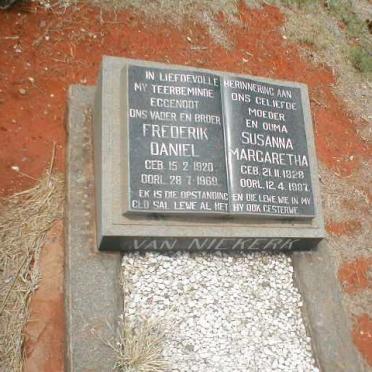 IN LIEFDEVOLLE HERINNERING AAN
MY TEERBEMINDE
EGGENOOT
ONS VADER EN BROER
FREDERIK
DANIEL
GEB. 15.2.1920
OORL. 28.7.1969.
ONS GELIEFDE
MOEDER
EN OUMA
SUSANNA
MARGARETHA
GEB. 21.11.1828
OORL. 12.4.1987.
EK IS DIE OPSTANDING EN DIE LEWE WIE IN MY
GLO SAL LEWE AL HET HY OOK GESTERWE.
VAN NIEKERK